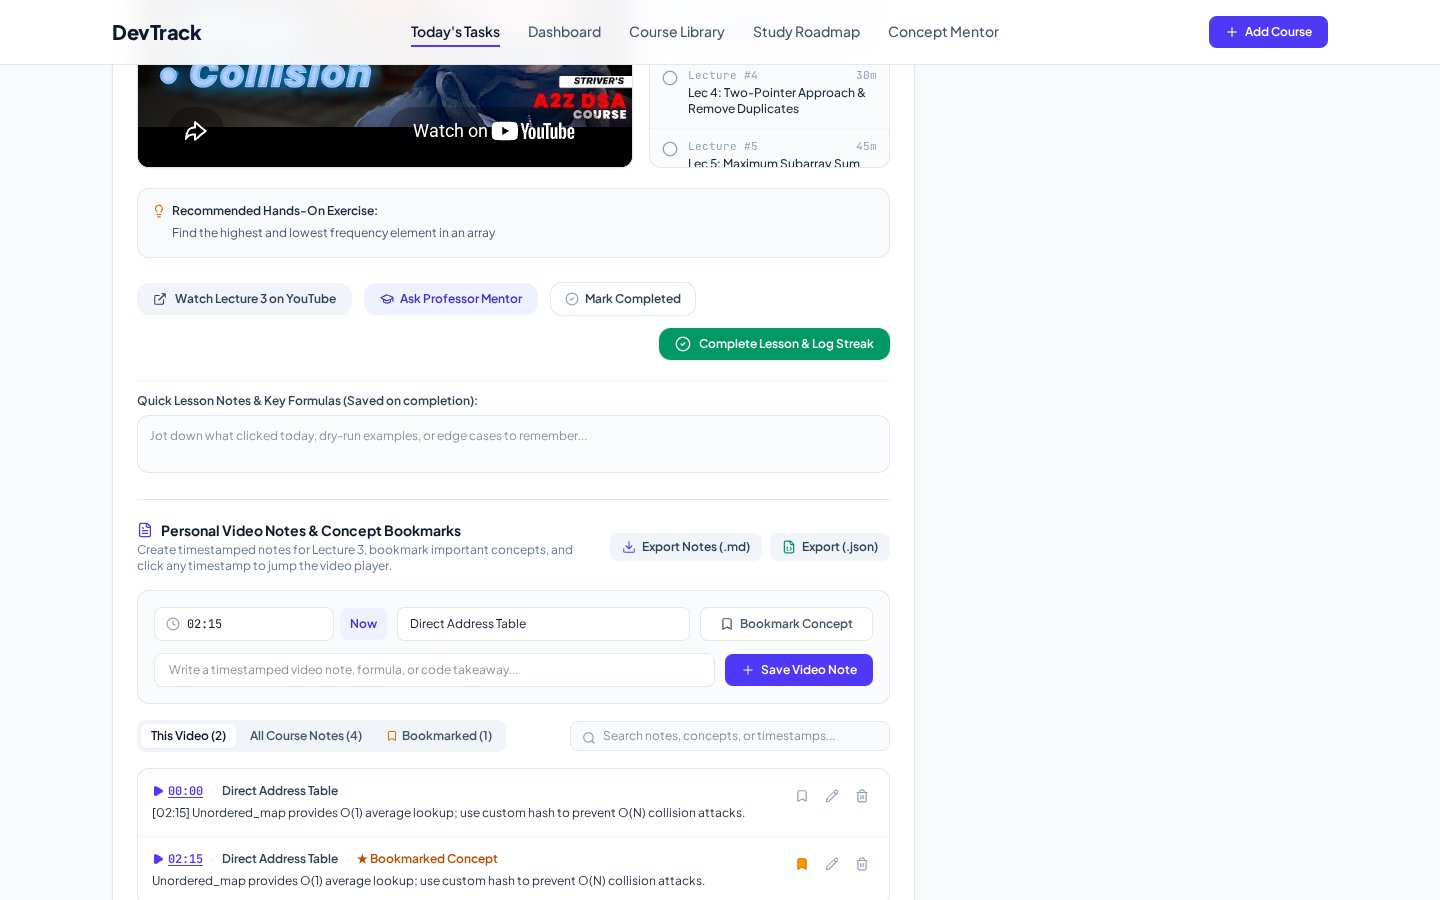 DevTrack
Today's Tasks
Dashboard
Course Library
Study Roadmap
Concept Mentor
Add Course
Collision
STRIVER'S
A2Z DSA
COURSE
Watch on YouTube
Lecture #4
30m
Lec 4: Two-Pointer Approach &
Remove Duplicates
Lecture #5
45m
Lec 5: Maximum Subarray Sum
Recommended Hands-On Exercise:
Find the highest and lowest frequency element in an array
Watch Lecture 3 on YouTube
Ask Professor Mentor
Mark Completed
Complete Lesson & Log Streak
Quick Lesson Notes & Key Formulas (Saved on completion):
Jot down what clicked today, dry-run examples, or edge cases to remember...
Personal Video Notes & Concept Bookmarks
Create timestamped notes for Lecture 3, bookmark important concepts, and
click any timestamp to jump the video player.
Export Notes (.md)
Export (.json)
02:15
Now
Direct Address Table
Bookmark Concept
Write a timestamped video note, formula, or code takeaway...
Save Video Note
This Video (2)
All Course Notes (4)
Bookmarked (1)
Search notes, concepts, or timestamps...
00:00 · Direct Address Table
[02:15] Unordered_map provides O(1) average lookup; use custom hash to prevent O(N) collision attacks.
02:15 · Direct Address Table · ★ Bookmarked Concept
Unordered_map provides O(1) average lookup; use custom hash to prevent O(N) collision attacks.